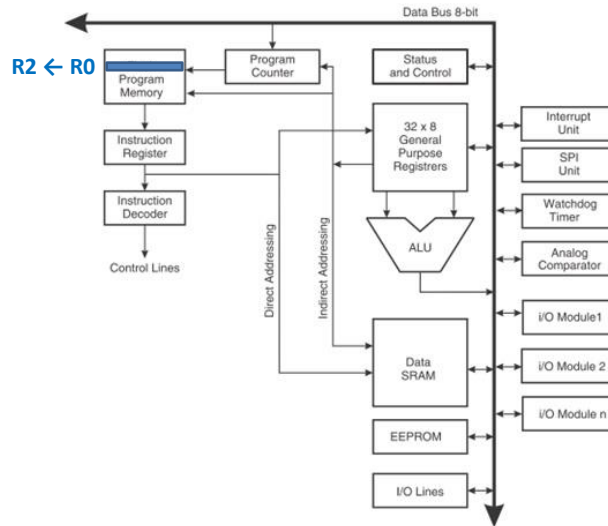 Data Bus 8-bit
R2 ← R0
Program
Memory
Program
Counter
Status
and Control
Instruction
Register
32 x 8
General
Purpose
Registrers
Interrupt
Unit
SPI
Unit
Instruction
Decoder
Watchdog
Timer
ALU
Control Lines
Direct Addressing
Indirect Addressing
Analog
Comparator
i/O Module1
Data
SRAM
i/O Module 2
i/O Module n
EEPROM
I/O Lines